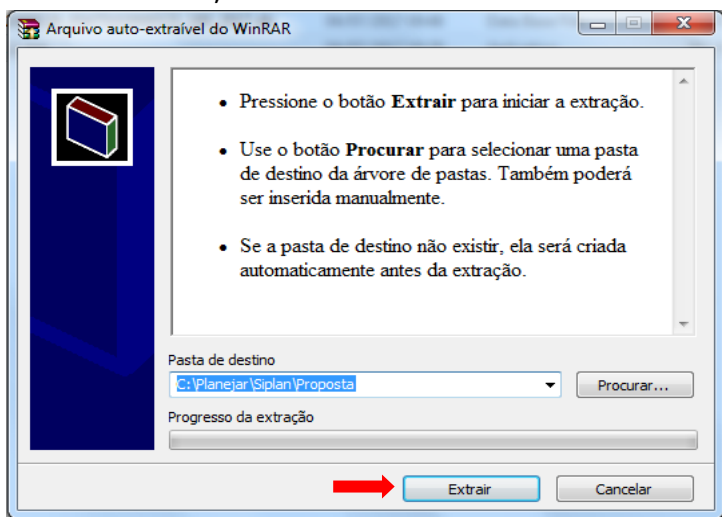 Arquivo auto-extraível do WinRAR
• Pressione o botão Extrair para iniciar a extração.
• Use o botão Procurar para selecionar uma pasta
de destino da árvore de pastas. Também poderá
ser inserida manualmente.
• Se a pasta de destino não existir, ela será criada
automaticamente antes da extração.
Pasta de destino
C:\Planejar\Siplan\Proposta
Procurar...
Progresso da extração
Extrair
Cancelar